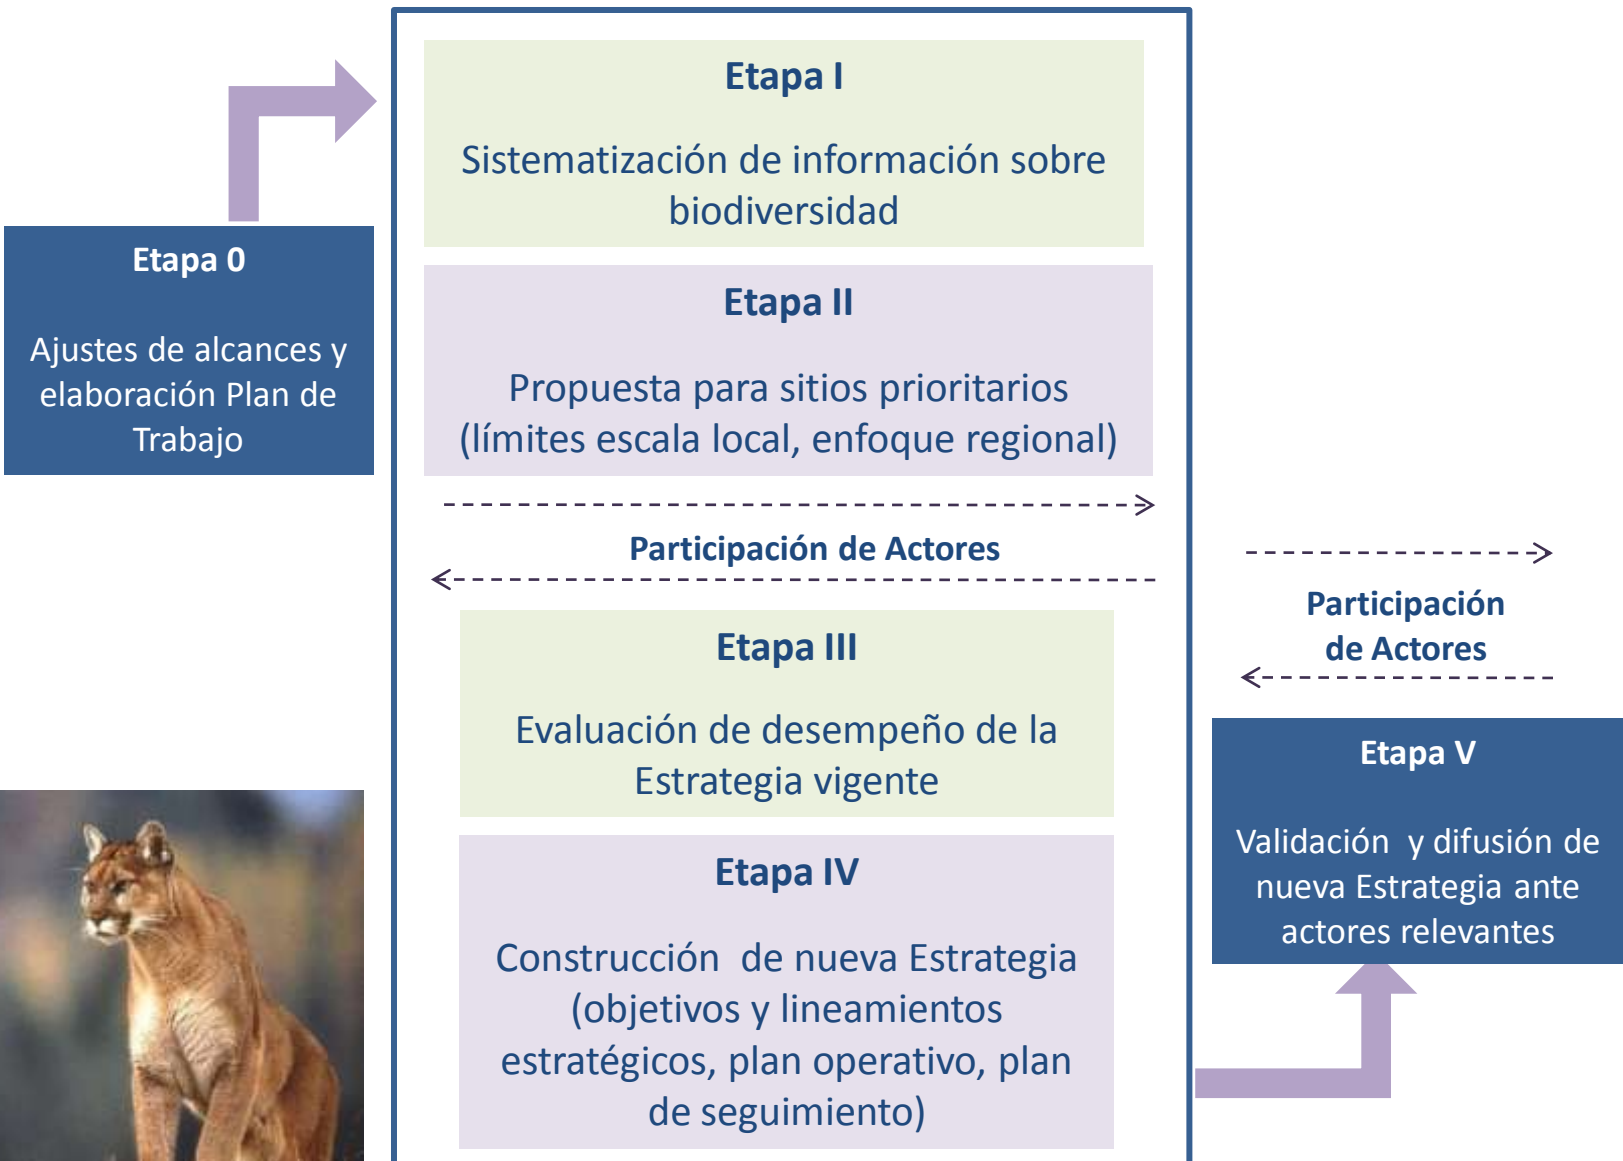 Etapa 0
Ajustes de alcances y
elaboración Plan de
Trabajo
Etapa I
Sistematización de información sobre
biodiversidad
Etapa II
Propuesta para sitios prioritarios
(límites escala local, enfoque regional)
Participación de Actores
Etapa III
Evaluación de desempeño de la
Estrategia vigente
Etapa IV
Construcción de nueva Estrategia
(objetivos y lineamientos
estratégicos, plan operativo, plan
de seguimiento)
Participación
de Actores
Etapa V
Validación y difusión de
nueva Estrategia ante
actores relevantes